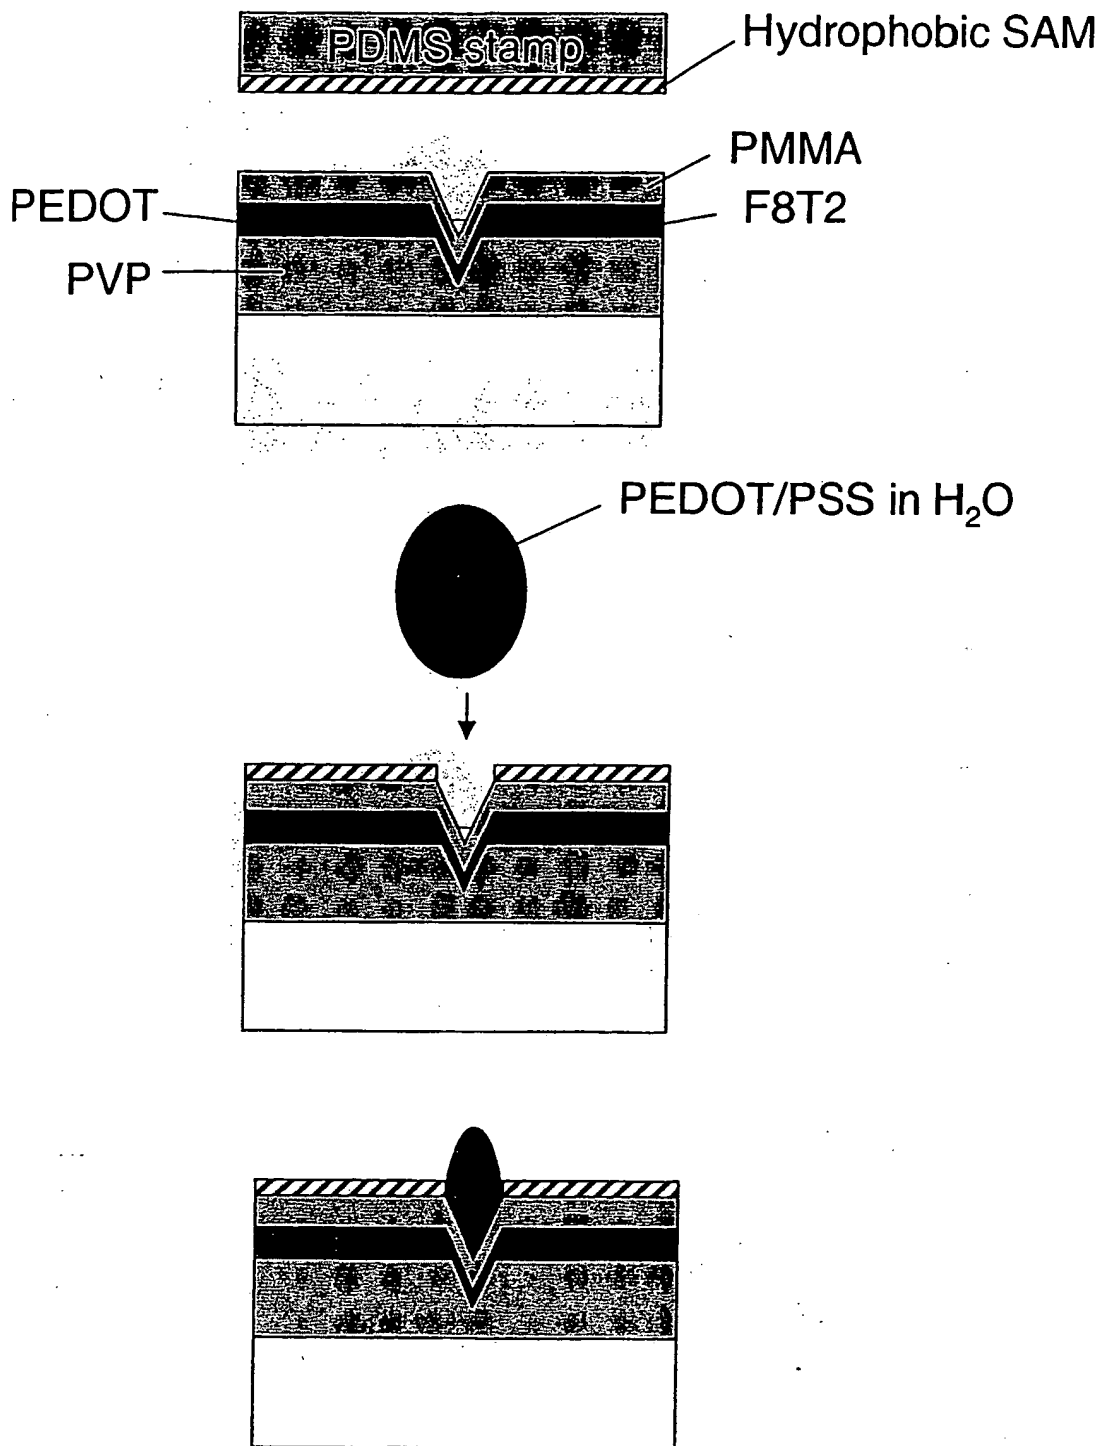 PDMS stamp
Hydrophobic SAM
PMMA
PEDOT
F8T2
PVP
PEDOT/PSS in H₂O